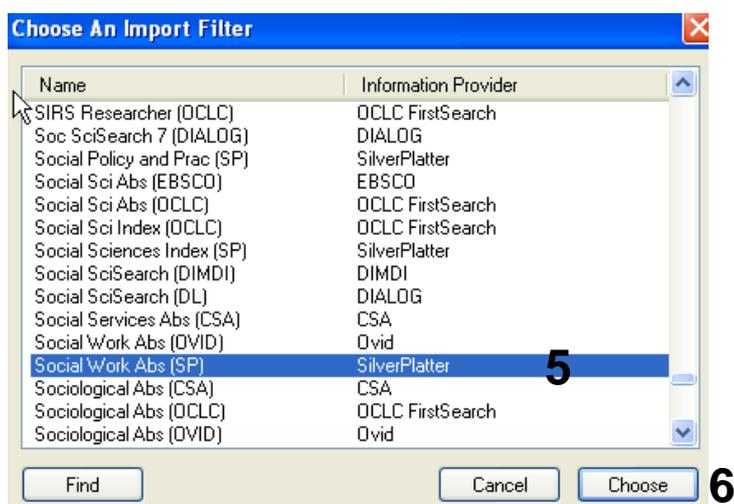 Choose An Import Filter
Name Information Provider
SIRS Researcher (OCLC) OCLC FirstSearch
Soc SciSearch 7 (DIALOG) DIALOG
Social Policy and Prac (SP) SilverPlatter
Social Sci Abs (EBSCO) EBSCO
Social Sci Abs (OCLC) OCLC FirstSearch
Social Sci Index (OCLC) OCLC FirstSearch
Social Sciences Index (SP) SilverPlatter
Social SciSearch (DIMDI) DIMDI
Social SciSearch (DL) DIALOG
Social Services Abs (CSA) CSA
Social Work Abs (OVID) Ovid
Social Work Abs (SP) SilverPlatter 5
Sociological Abs (CSA) CSA
Sociological Abs (OCLC) OCLC FirstSearch
Sociological Abs (OVID) Ovid
Find Cancel Choose 6